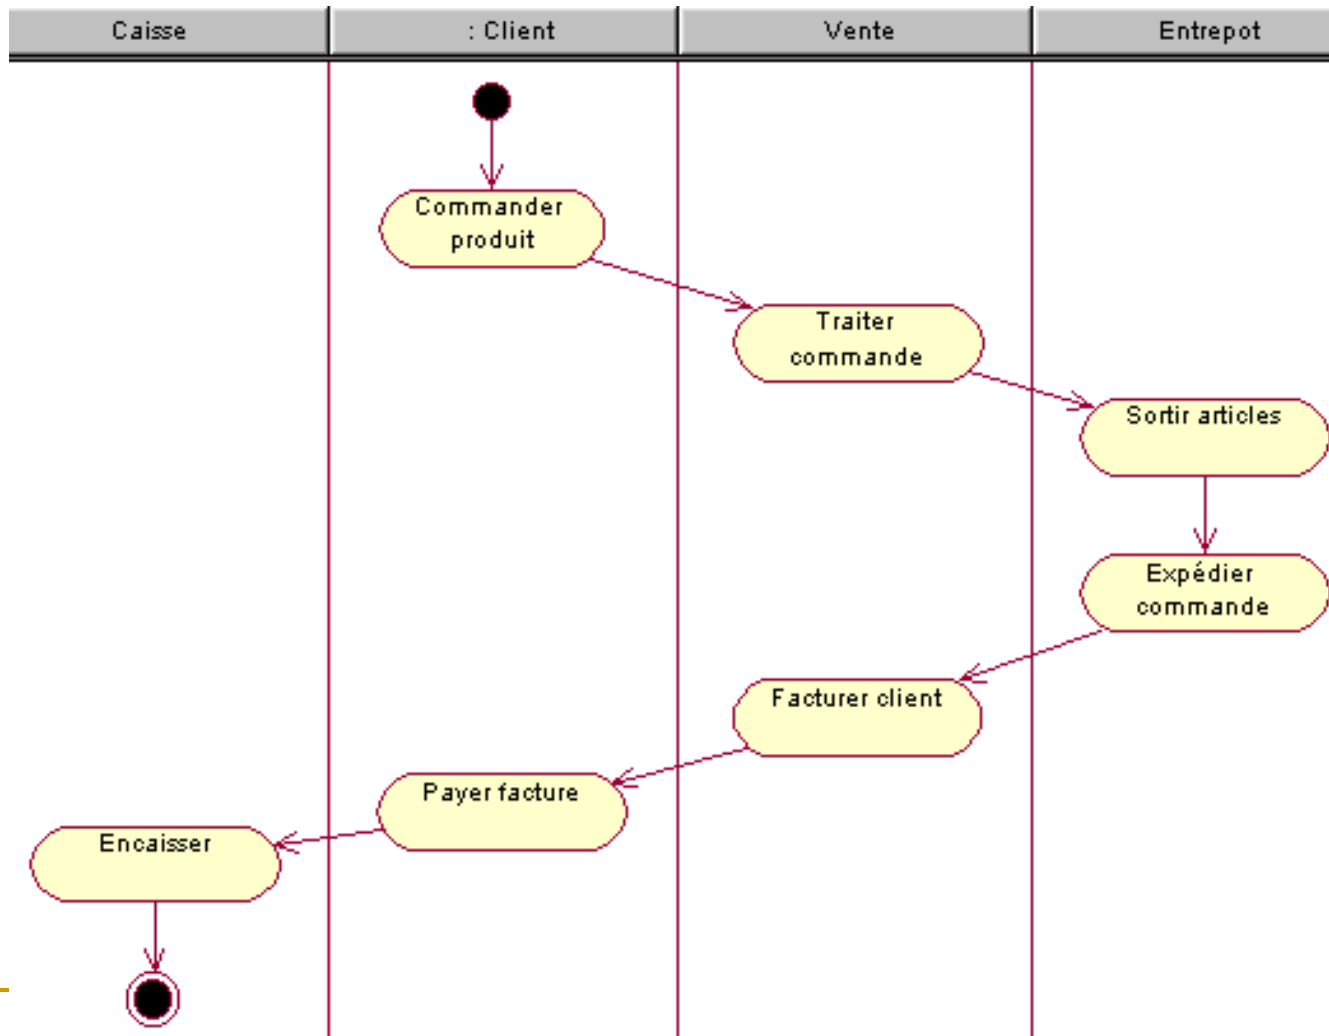 Caisse
: Client
Vente
Entrepot
Commander
produit
Traiter
commande
Sortir articles
Expédier
commande
Facturer client
Payer facture
Encaisser